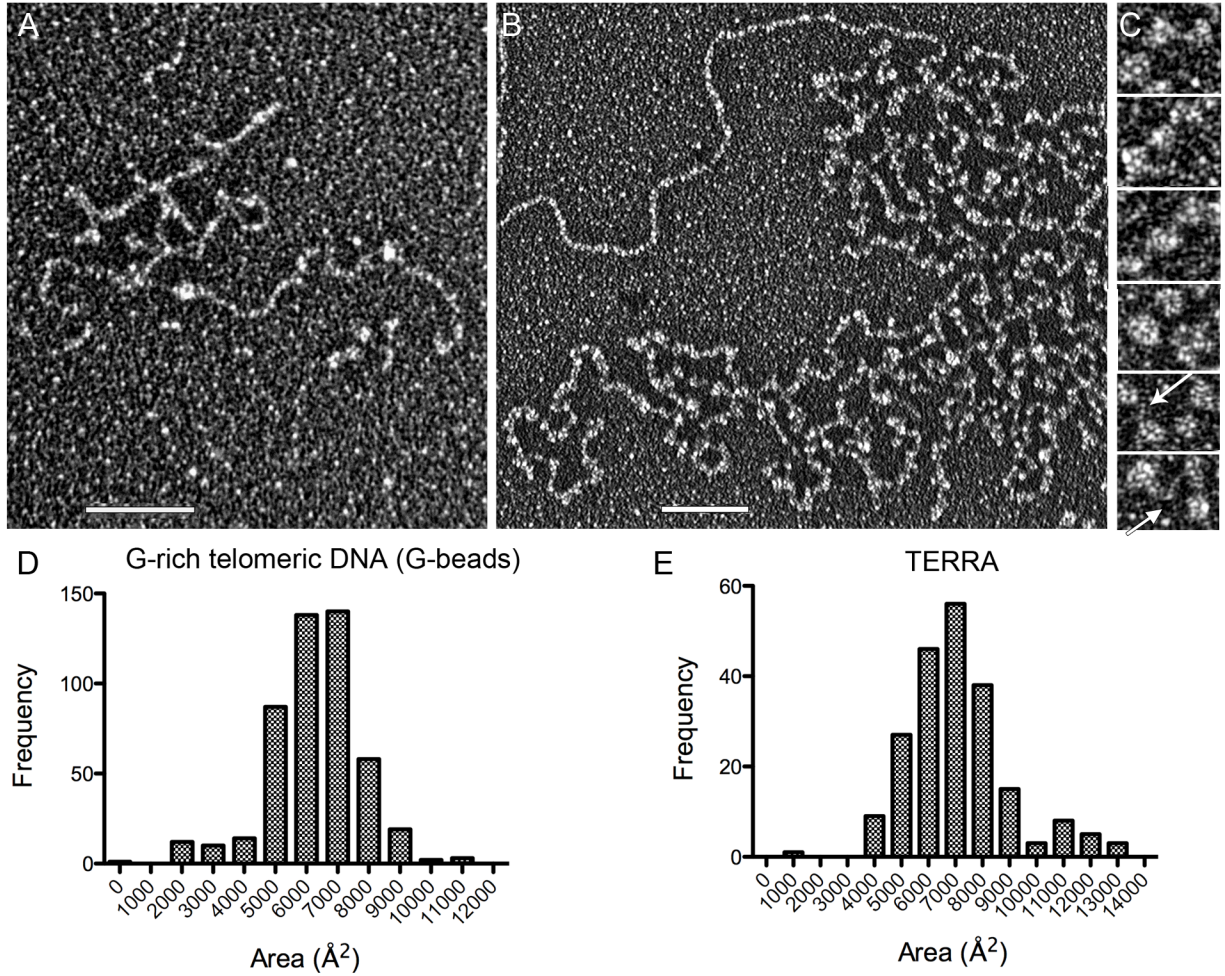 A
B
C
D
G-rich telomeric DNA (G-beads)
150
100
50
0
Frequency
0 1000 2000 3000 4000 5000 6000 7000 8000 9000 10000 11000 12000
Area (Å²)
E
TERRA
60
40
20
0
Frequency
0 1000 2000 3000 4000 5000 6000 7000 8000 9000 10000 11000 12000 13000 14000
Area (Å²)